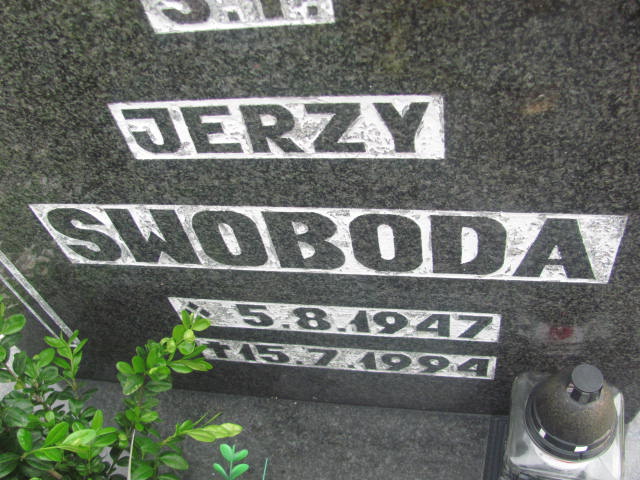 Ś.P.
JERZY
SWOBODA
* 5.8.1947
✝15.7.1994